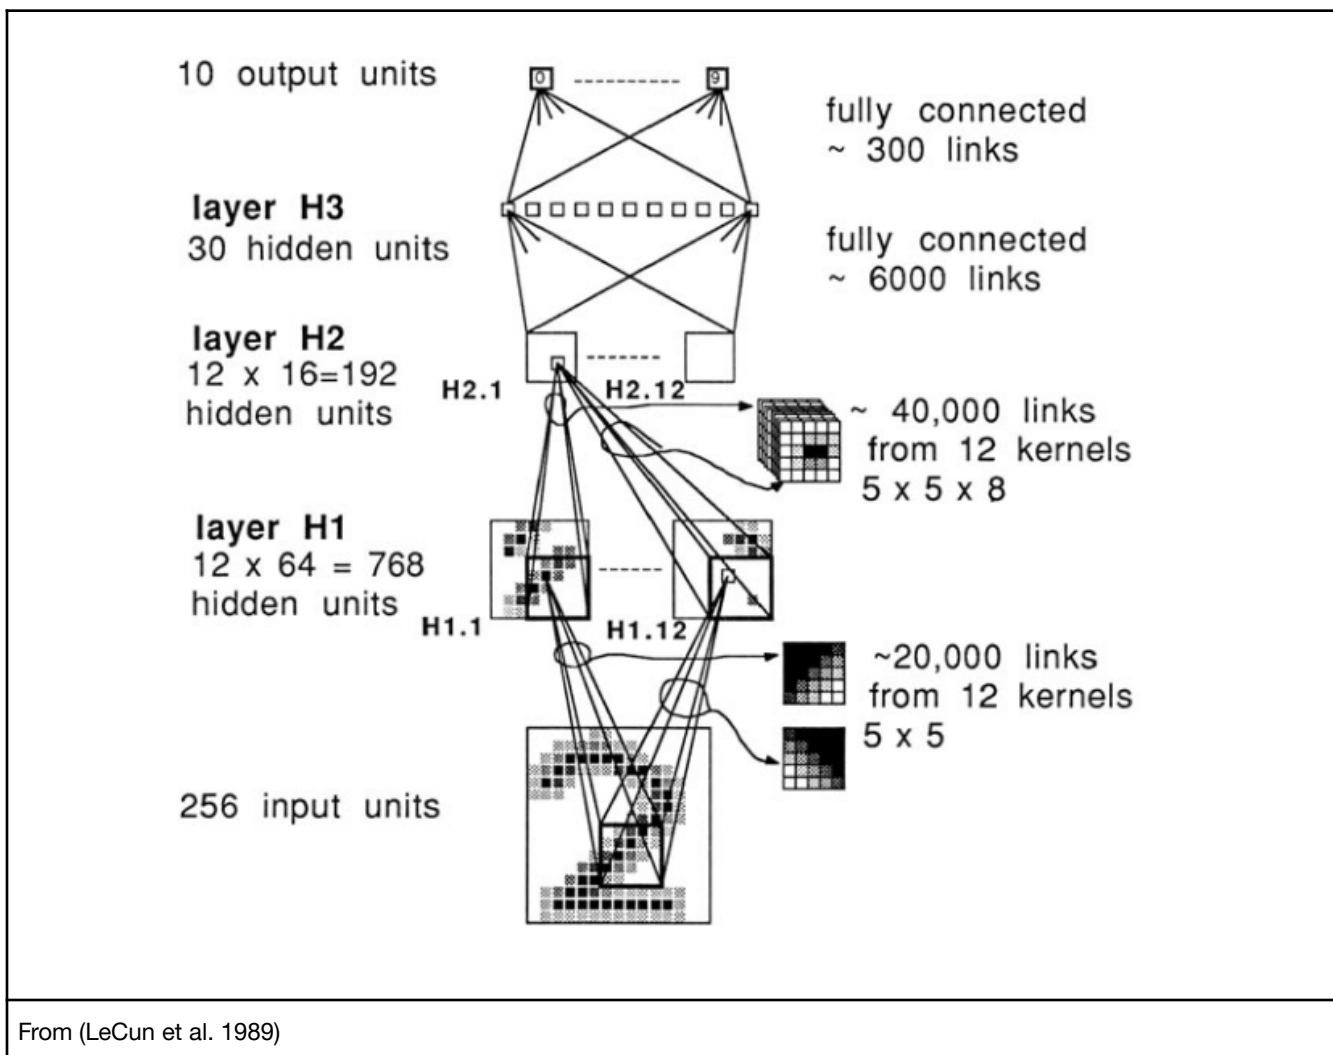 10 output units
0
9
fully connected
~ 300 links
layer H3
30 hidden units
fully connected
~ 6000 links
layer H2
12 x 16=192
hidden units
H2.1
H2.12
~ 40,000 links
from 12 kernels
5 x 5 x 8
layer H1
12 x 64 = 768
hidden units
H1.1
H1.12
~20,000 links
from 12 kernels
5 x 5
256 input units
From (LeCun et al. 1989)